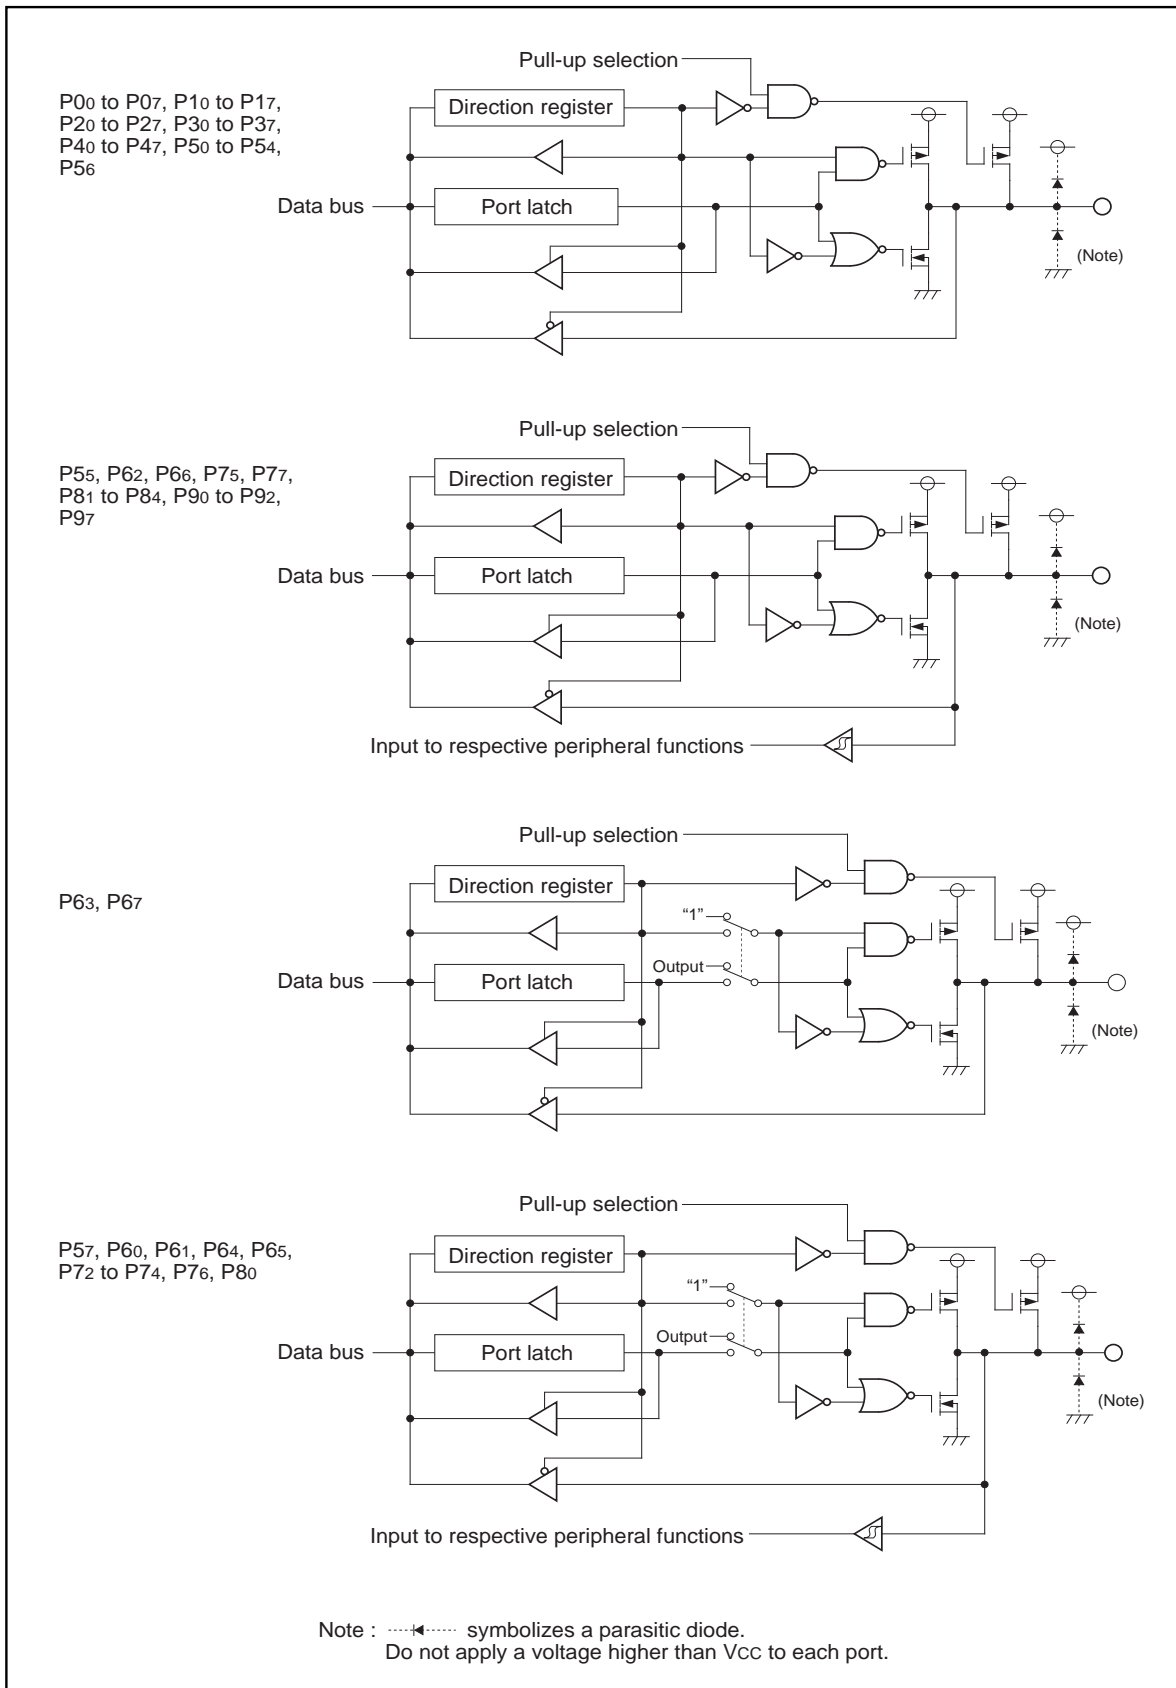 Pull-up selection
P00 to P07, P10 to P17,
P20 to P27, P30 to P37,
P40 to P47, P50 to P54,
P56
Direction register
Data bus
Port latch
(Note)
Pull-up selection
P55, P62, P66, P75, P77,
P81 to P84, P90 to P92,
P97
Direction register
Data bus
Port latch
(Note)
Input to respective peripheral functions
Pull-up selection
P63, P67
Direction register
“1”
Output
Data bus
Port latch
(Note)
Pull-up selection
P57, P60, P61, P64, P65,
P72 to P74, P76, P80
Direction register
“1”
Output
Data bus
Port latch
(Note)
Input to respective peripheral functions
Note : symbolizes a parasitic diode.
Do not apply a voltage higher than VCC to each port.